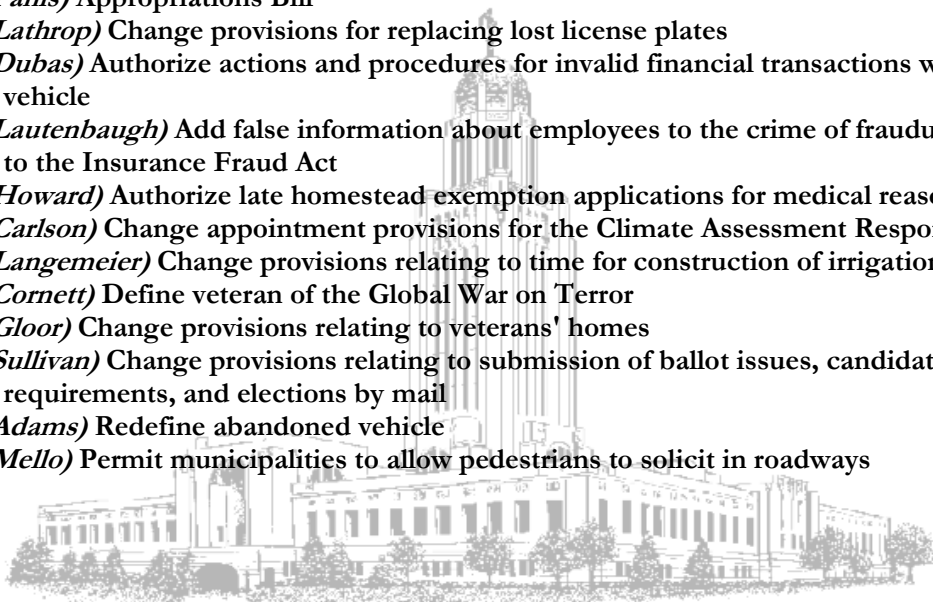 Appropriations Bill
Lathrop) Change provisions for replacing lost license plates
Dubas) Authorize actions and procedures for invalid financial transactions
vehicle
Lautenbaugh) Add false information about employees to the crime of
to the Insurance Fraud Act
Howard) Authorize late homestead exemption applications for medical
Carlson) Change appointment provisions for the Climate Assessment
Langemeier) Change provisions relating to time for construction of irrigation
Cornett) Define veteran of the Global War on Terror
Gloor) Change provisions relating to veterans' homes
Sullivan) Change provisions relating to submission of ballot issues,
requirements, and elections by mail
Adams) Redefine abandoned vehicle
Mello) Permit municipalities to allow pedestrians to solicit in roadways